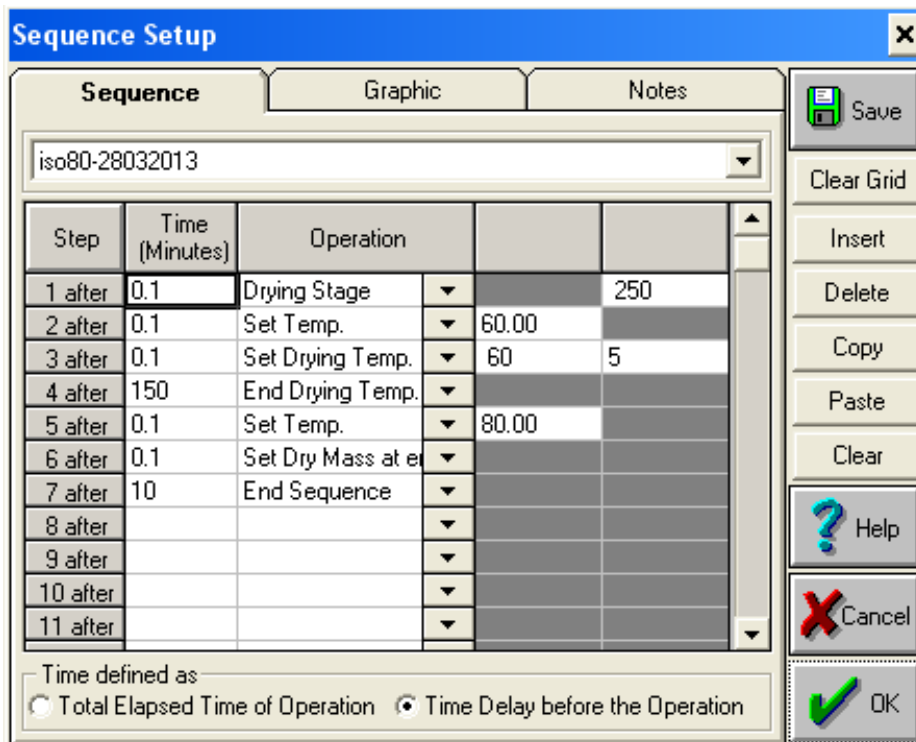 Sequence Setup
Sequence Graphic Notes
Save
iso80-28032013
Clear Grid
Step Time (Minutes) Operation
Insert
1 after 0.1 Drying Stage 250
Delete
2 after 0.1 Set Temp. 60.00
3 after 0.1 Set Drying Temp. 60 5
Copy
4 after 150 End Drying Temp.
Paste
5 after 0.1 Set Temp. 80.00
6 after 0.1 Set Dry Mass at
Clear
7 after 10 End Sequence
8 after
Help
9 after
10 after
11 after
Cancel
Time defined as
Total Elapsed Time of Operation Time Delay before the Operation
OK